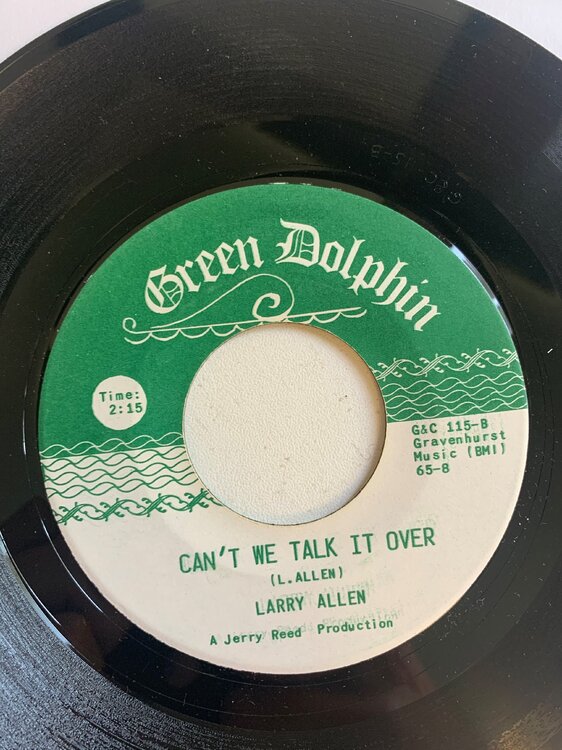 G&C 115-B
Green Dolphin
Time:
2:15
G&C 115-B
Gravenhurst
Music (BMI)
65-B
CAN'T WE TALK IT OVER
(L.ALLEN)
LARRY ALLEN
A Jerry Reed Production